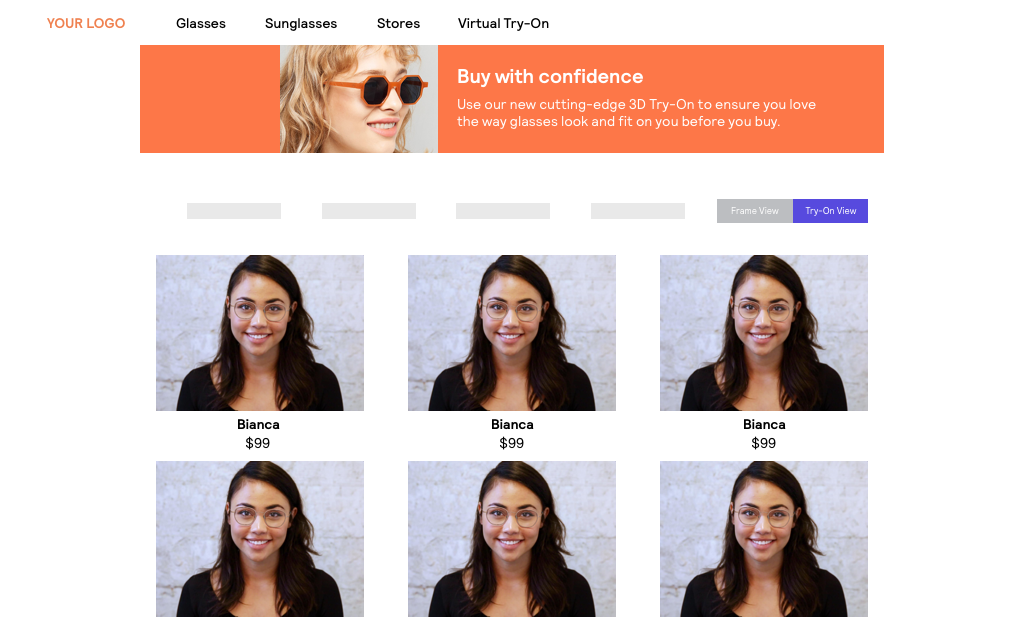 YOUR LOGO
Glasses
Sunglasses
Stores
Virtual Try-On
Buy with confidence
Use our new cutting-edge 3D Try-On to ensure you love
the way glasses look and fit on you before you buy.
Frame View
Try-On View
Bianca
$99
Bianca
$99
Bianca
$99